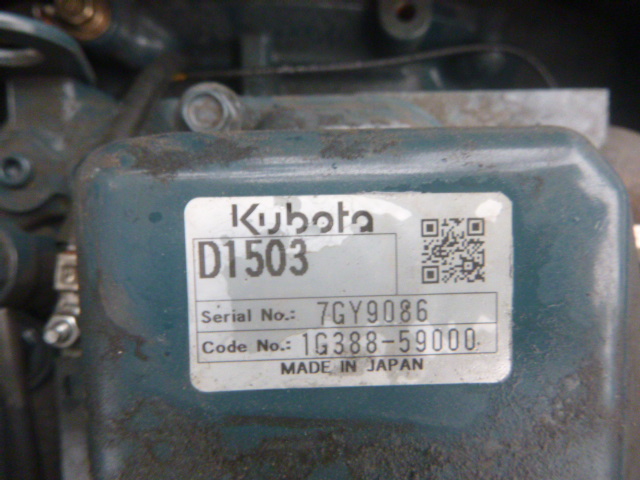 Kubota
D1503
Serial No.: 7GY9086
Code No.: 1G388-59000
MADE IN JAPAN